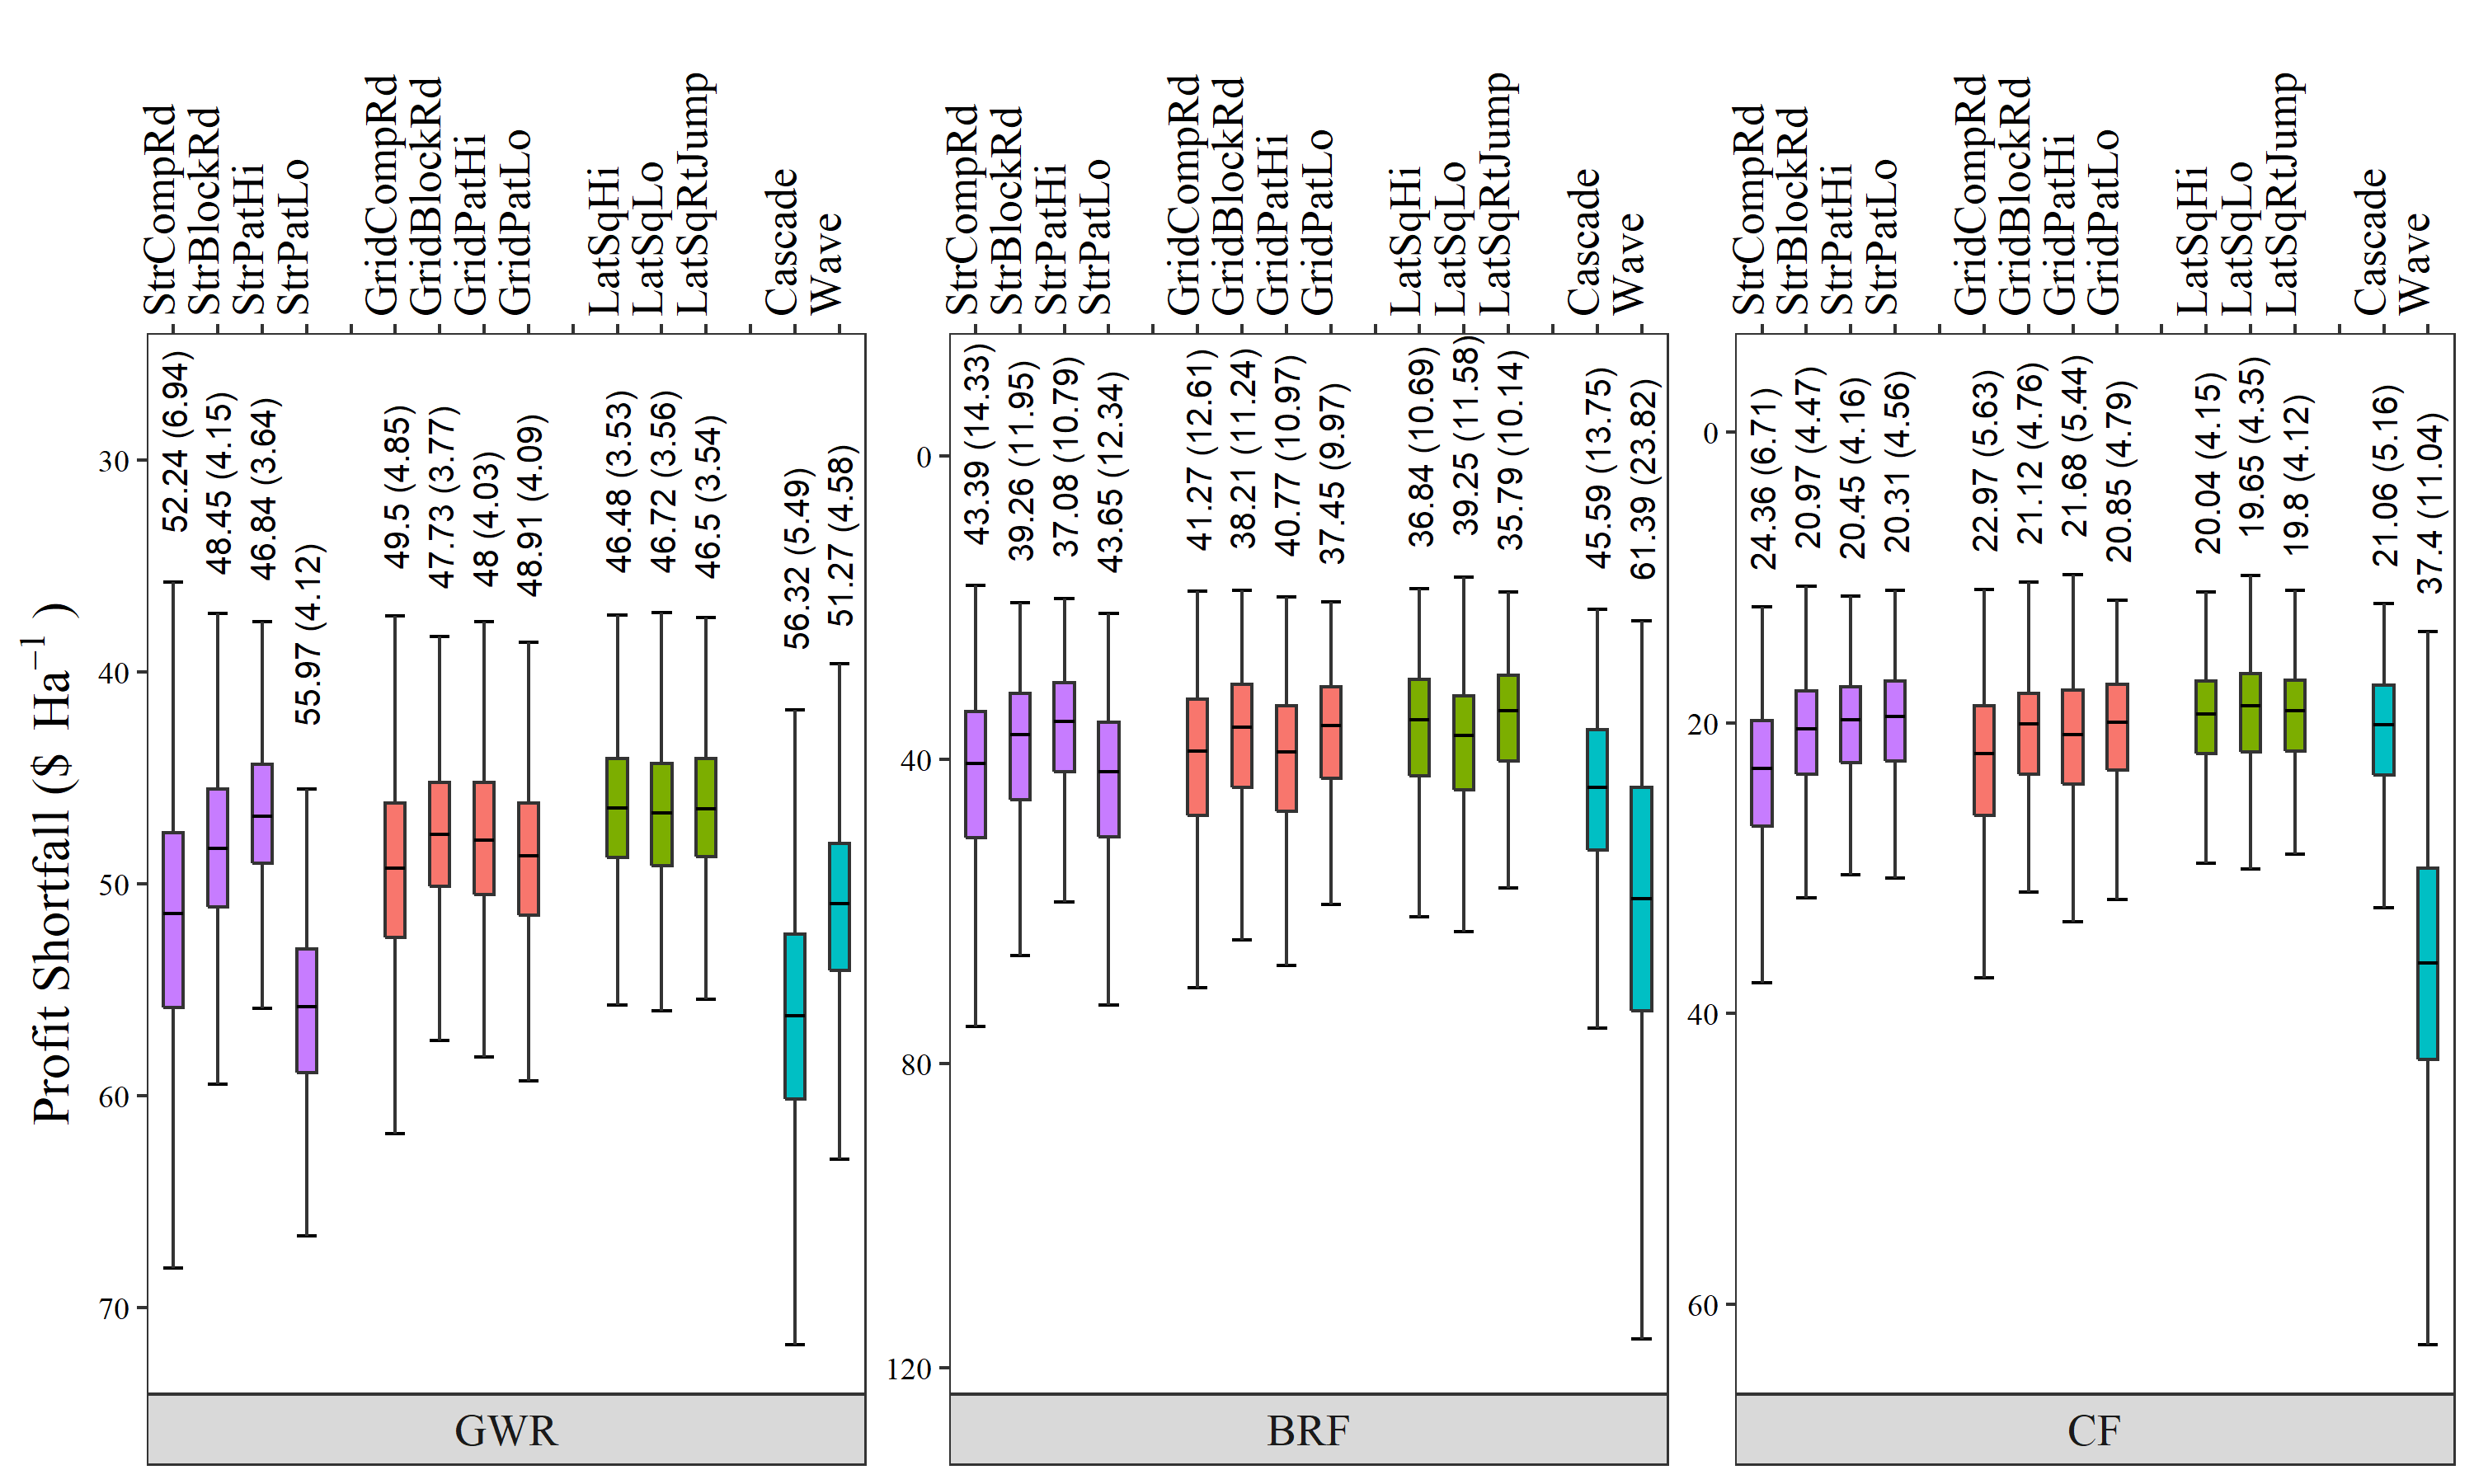 Profit Shortfall ($ Ha⁻¹ )
StrCompRd
StrBlockRd
StrPatHi
StrPatLo
GridCompRd
GridBlockRd
GridPatHi
GridPatLo
LatSqHi
LatSqLo
LatSqRtJump
Cascade
Wave
30
40
50
60
70
52.24 (6.94)
48.45 (4.15)
46.84 (3.64)
55.97 (4.12)
49.5 (4.85)
47.73 (3.77)
48 (4.03)
48.91 (4.09)
46.48 (3.53)
46.72 (3.56)
46.5 (3.54)
56.32 (5.49)
51.27 (4.58)
GWR
StrCompRd
StrBlockRd
StrPatHi
StrPatLo
GridCompRd
GridBlockRd
GridPatHi
GridPatLo
LatSqHi
LatSqLo
LatSqRtJump
Cascade
Wave
0
40
80
120
43.39 (14.33)
39.26 (11.95)
37.08 (10.79)
43.65 (12.34)
41.27 (12.61)
38.21 (11.24)
40.77 (10.97)
37.45 (9.97)
36.84 (10.69)
39.25 (11.58)
35.79 (10.14)
45.59 (13.75)
61.39 (23.82)
BRF
StrCompRd
StrBlockRd
StrPatHi
StrPatLo
GridCompRd
GridBlockRd
GridPatHi
GridPatLo
LatSqHi
LatSqLo
LatSqRtJump
Cascade
Wave
0
20
40
60
24.36 (6.71)
20.97 (4.47)
20.45 (4.16)
20.31 (4.56)
22.97 (5.63)
21.12 (4.76)
21.68 (5.44)
20.85 (4.79)
20.04 (4.15)
19.65 (4.35)
19.8 (4.12)
21.06 (5.16)
37.4 (11.04)
CF